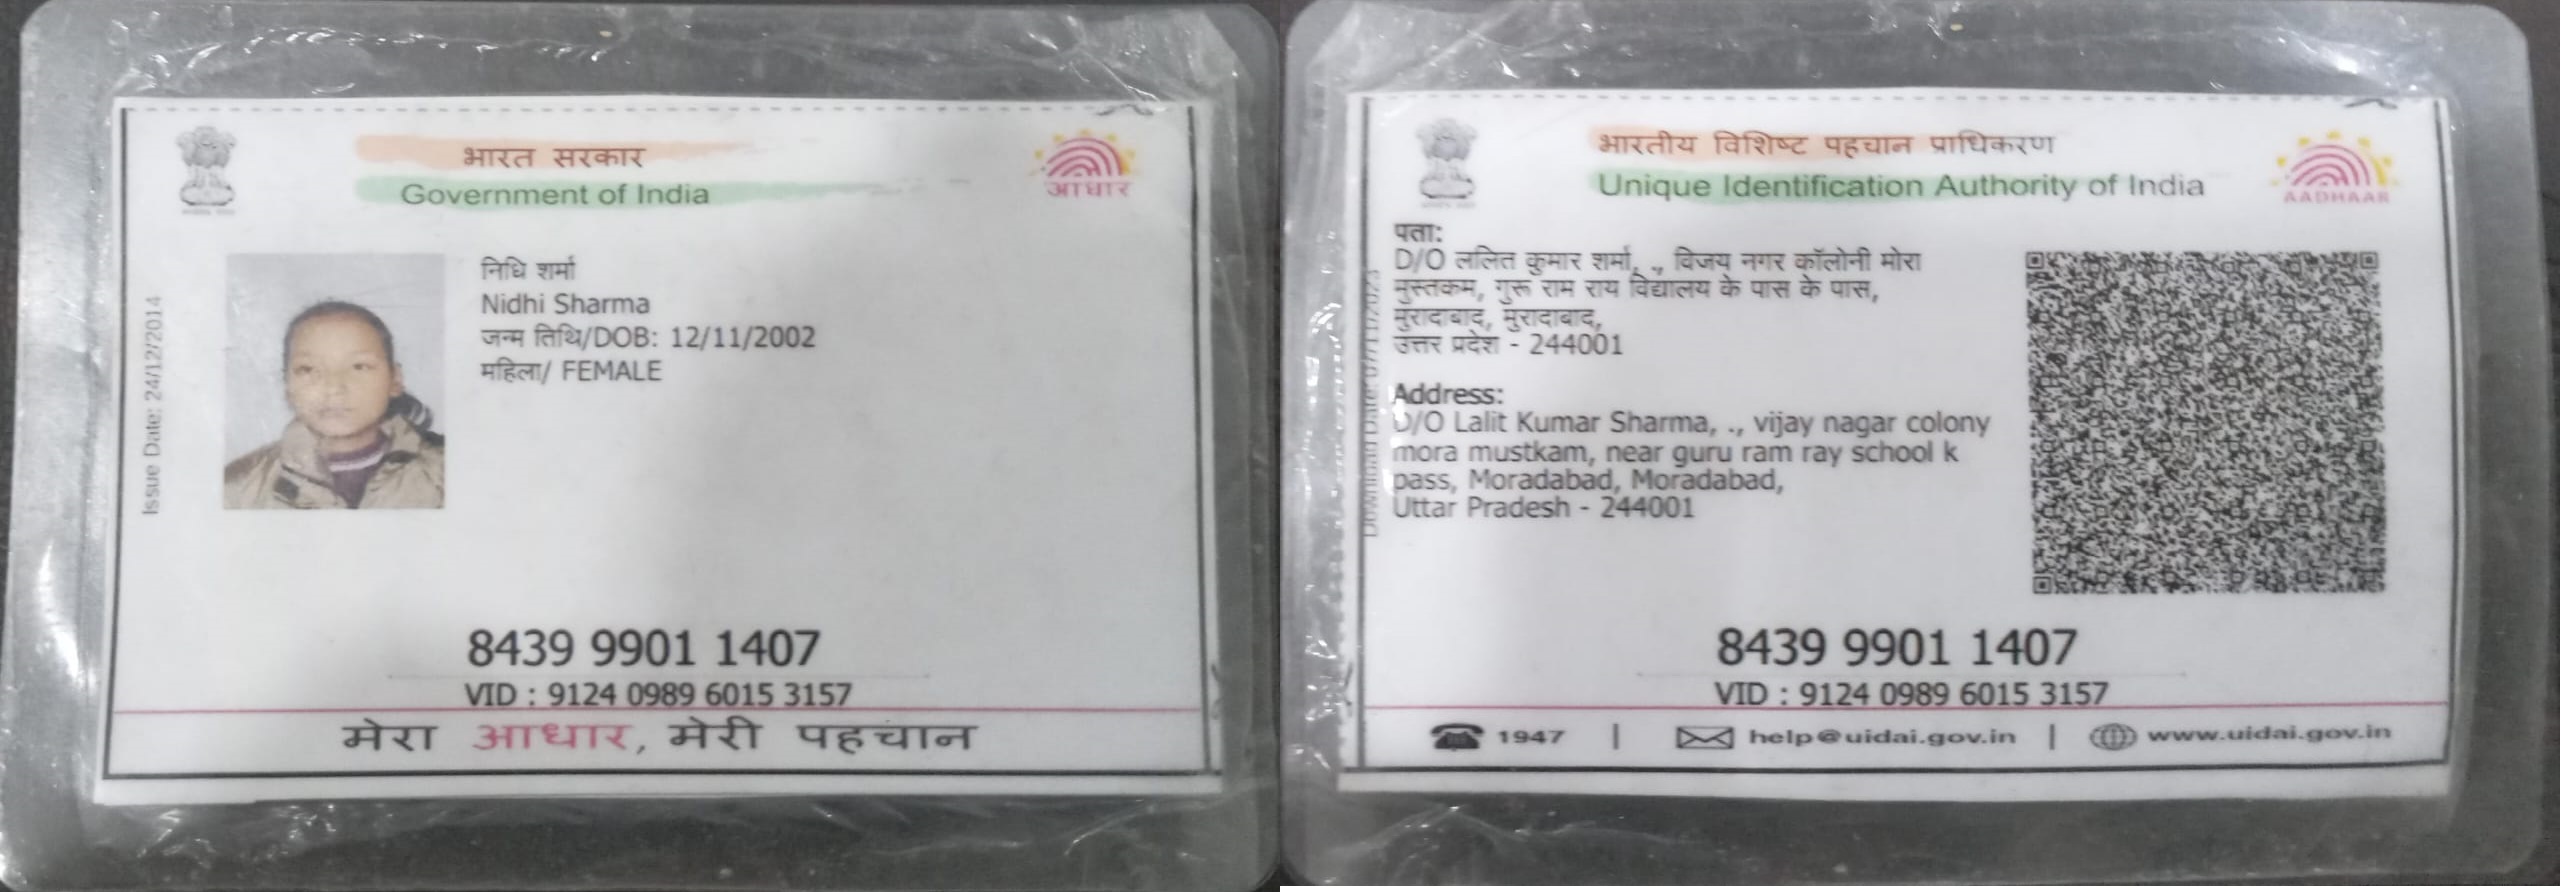 भारत सरकार
Government of India
आधार
Issue Date: 24/12/2014
निधि शर्मा
Nidhi Sharma
जन्म तिथि/DOB: 12/11/2002
महिला/ FEMALE
8439 9901 1407
VID : 9124 0989 6015 3157
मेरा आधार, मेरी पहचान
भारतीय विशिष्ट पहचान प्राधिकरण
Unique Identification Authority of India
AADHAAR
पता:
D/O ललित कुमार शर्मा, ., विजय नगर कॉलोनी मोरा
मुस्तकम, गुरू राम राय विद्यालय के पास के पास,
मुरादाबाद, मुरादाबाद,
उत्तर प्रदेश - 244001
Address:
D/O Lalit Kumar Sharma, ., vijay nagar colony
mora mustkam, near guru ram ray school k
pass, Moradabad, Moradabad,
Uttar Pradesh - 244001
8439 9901 1407
VID : 9124 0989 6015 3157
1947 | help@uidai.gov.in | www.uidai.gov.in